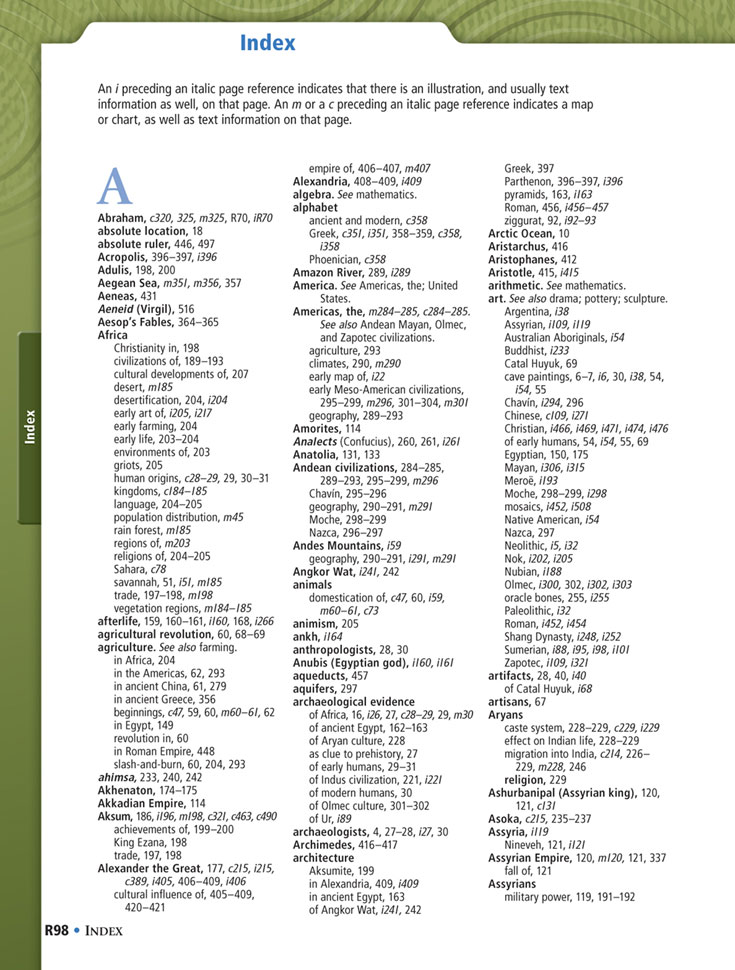 Index
An i preceding an italic page reference indicates that there is an illustration, and usually text
information as well, on that page. An m or a c preceding an italic page reference indicates a map
or chart, as well as text information on that page.
A
Abraham, c320, 325, m325, R70, iR70
absolute location, 18
absolute ruler, 446, 497
Acropolis, 396–397, i396
Adulis, 198, 200
Aegean Sea, m351, m356, 357
Aeneas, 431
Aeneid (Virgil), 516
Aesop's Fables, 364–365
Africa
Christianity in, 198
civilizations of, 189–193
cultural developments of, 207
desert, m185
desertification, 204, i204
early art of, i205, i217
early farming, 204
early life, 203–204
environments of, 203
griots, 205
human origins, c28–29, 29, 30–31
kingdoms, c184–185
language, 204–205
population distribution, m45
rain forest, m185
regions of, m203
religions of, 204–205
Sahara, c78
savannah, 51, i51, m185
trade, 197–198, m198
vegetation regions, m184–185
afterlife, 159, 160–161, i160, 168, i266
agricultural revolution, 60, 68–69
agriculture. See also farming.
in Africa, 204
in the Americas, 62, 293
in ancient China, 61, 279
in ancient Greece, 356
beginnings, c47, 59, 60, m60–61, 62
in Egypt, 149
revolution in, 60
in Roman Empire, 448
slash-and-burn, 60, 204, 293
ahimsa, 233, 240, 242
Akhenaton, 174–175
Akkadian Empire, 114
Aksum, 186, i196, m198, c321, c463, c490
achievements of, 199–200
King Ezana, 198
trade, 197, 198
Alexander the Great, 177, c215, i215,
c389, i405, 406–409, i406
cultural influence of, 405–409,
420–421
empire of, 406–407, m407
Alexandria, 408–409, i409
algebra. See mathematics.
alphabet
ancient and modern, c358
Greek, c351, i351, 358–359, c358,
i358
Phoenician, c358
Amazon River, 289, i289
America. See Americas, the; United
States.
Americas, the, m284–285, c284–285.
See also Andean Mayan, Olmec,
and Zapotec civilizations.
agriculture, 293
climates, 290, m290
early map of, i22
early Meso-American civilizations,
295–299, m296, 301–304, m301
geography, 289–293
Amorites, 114
Analects (Confucius), 260, 261, i261
Anatolia, 131, 133
Andean civilizations, 284–285,
289–293, 295–299, m296
Chavín, 295–296
geography, 290–291, m291
Moche, 298–299
Nazca, 296–297
Andes Mountains, i59
geography, 290–291, i291, m291
Angkor Wat, i241, 242
animals
domestication of, c47, 60, i59,
m60–61, c73
animism, 205
ankh, i164
anthropologists, 28, 30
Anubis (Egyptian god), i160, i161
aqueducts, 457
aquifers, 297
archaeological evidence
of Africa, 16, i26, 27, c28–29, 29, m30
of ancient Egypt, 162–163
of Aryan culture, 228
as clue to prehistory, 27
of early humans, 29–31
of Indus civilization, 221, i221
of modern humans, 30
of Olmec culture, 301–302
of Ur, i89
archaeologists, 4, 27–28, i27, 30
Archimedes, 416–417
architecture
Aksumite, 199
in Alexandria, 409, i409
in ancient Egypt, 163
of Angkor Wat, i241, 242
Greek, 397
Parthenon, 396–397, i396
pyramids, 163, i163
Roman, 456, i456–457
ziggurat, 92, i92–93
Arctic Ocean, 10
Aristarchus, 416
Aristophanes, 412
Aristotle, 415, i415
arithmetic. See mathematics.
art. See also drama; pottery; sculpture.
Argentina, i38
Assyrian, i109, i119
Australian Aboriginals, i54
Buddhist, i233
Catal Huyuk, 69
cave paintings, 6–7, i6, 30, i38, 54,
i54, 55
Chavín, i294, 296
Chinese, c109, i271
Christian, i466, i469, i471, i474, i476
of early humans, 54, i54, 55, 69
Egyptian, 150, 175
Mayan, i306, i315
Meroë, i193
Moche, 298–299, i298
mosaics, i452, i508
Native American, i54
Nazca, 297
Neolithic, i5, i32
Nok, i202, i205
Nubian, i188
Olmec, i300, 302, i302, i303
oracle bones, 255, i255
Paleolithic, i32
Roman, i452, i454
Shang Dynasty, i248, i252
Sumerian, i88, i95, i98, i101
Zapotec, i109, i321
artifacts, 28, 40, i40
of Catal Huyuk, i68
artisans, 67
Aryans
caste system, 228–229, c229, i229
effect on Indian life, 228–229
migration into India, c214, 226–
229, m228, 246
religion, 229
Ashurbanipal (Assyrian king), 120,
121, c131
Asoka, c215, 235–237
Assyria, i119
Nineveh, 121, i121
Assyrian Empire, 120, m120, 121, 337
fall of, 121
Assyrians
military power, 119, 191–192
Index
R98 • INDEX